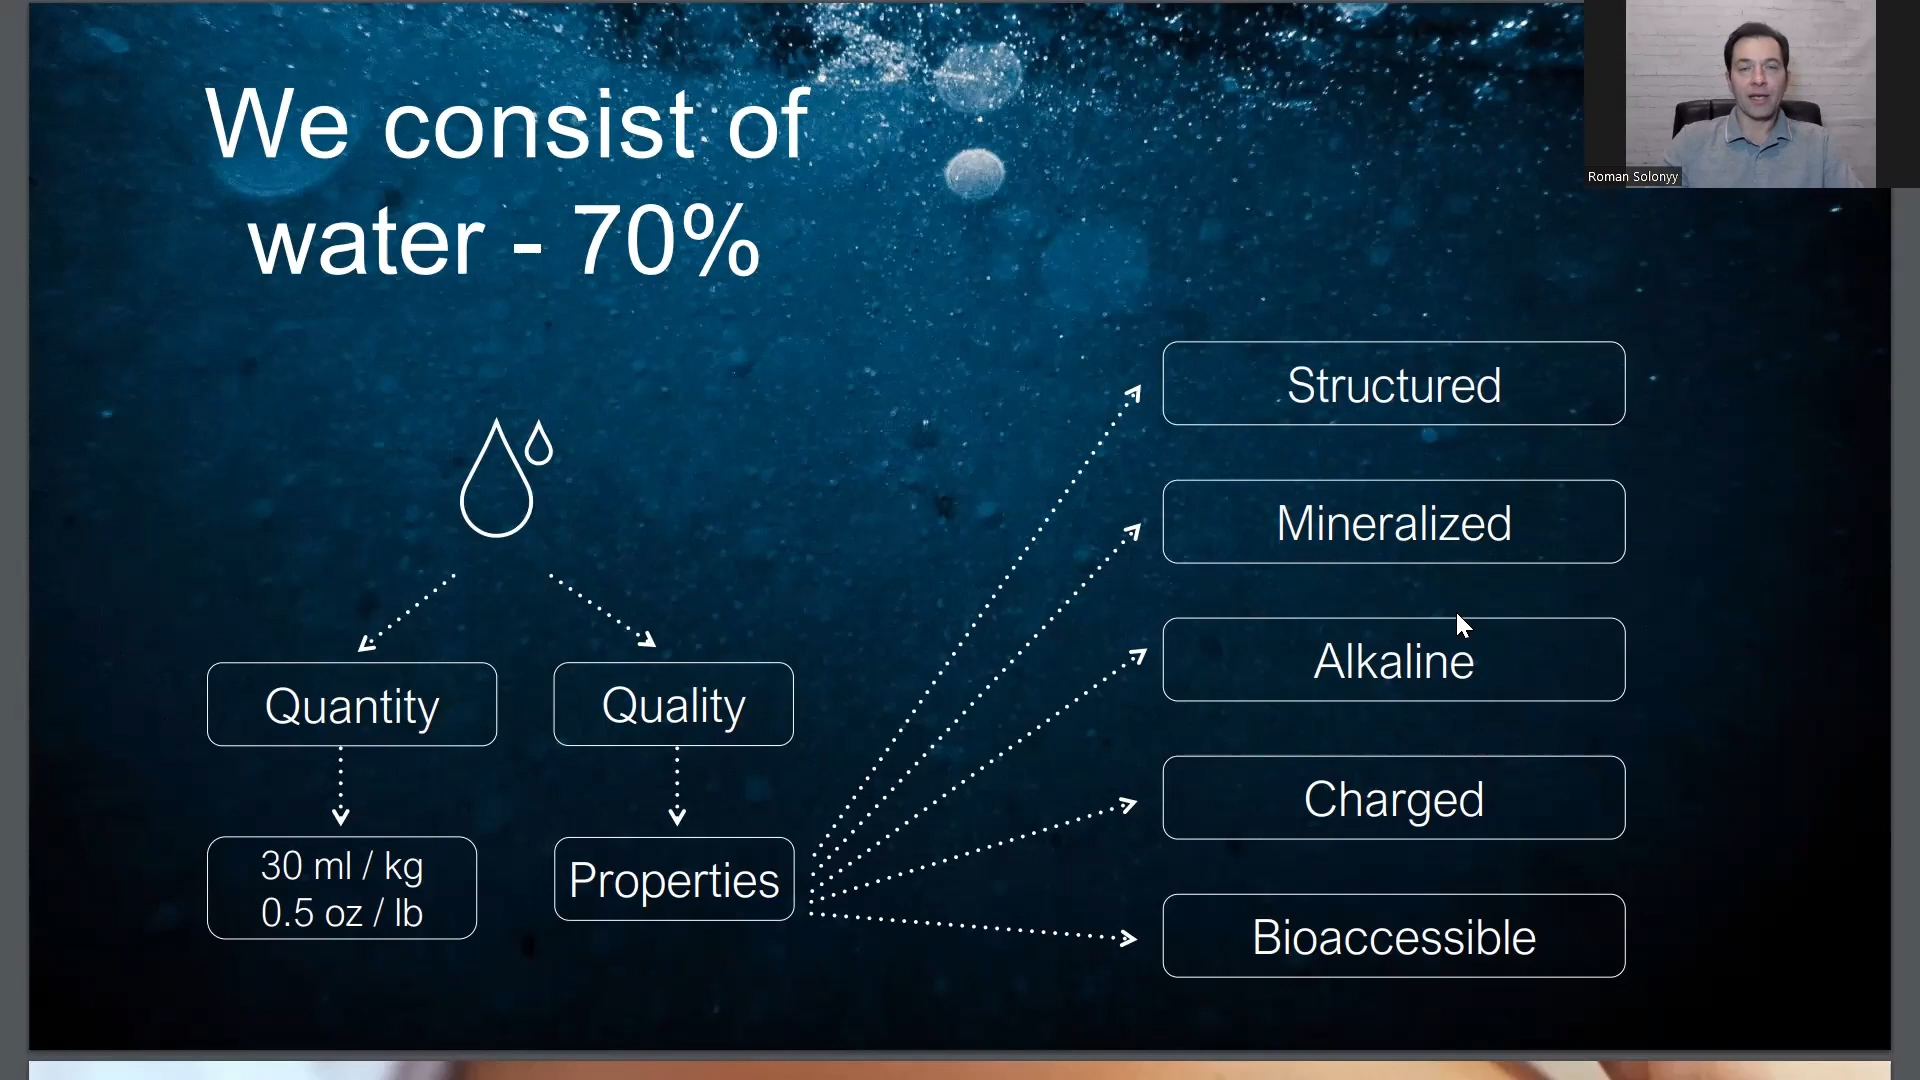 We consist of
water - 70%
Roman Solonyy
Structured
Mineralized
Alkaline
Charged
Bioaccessible
Quantity
Quality
30 ml / kg
0.5 oz / lb
Properties